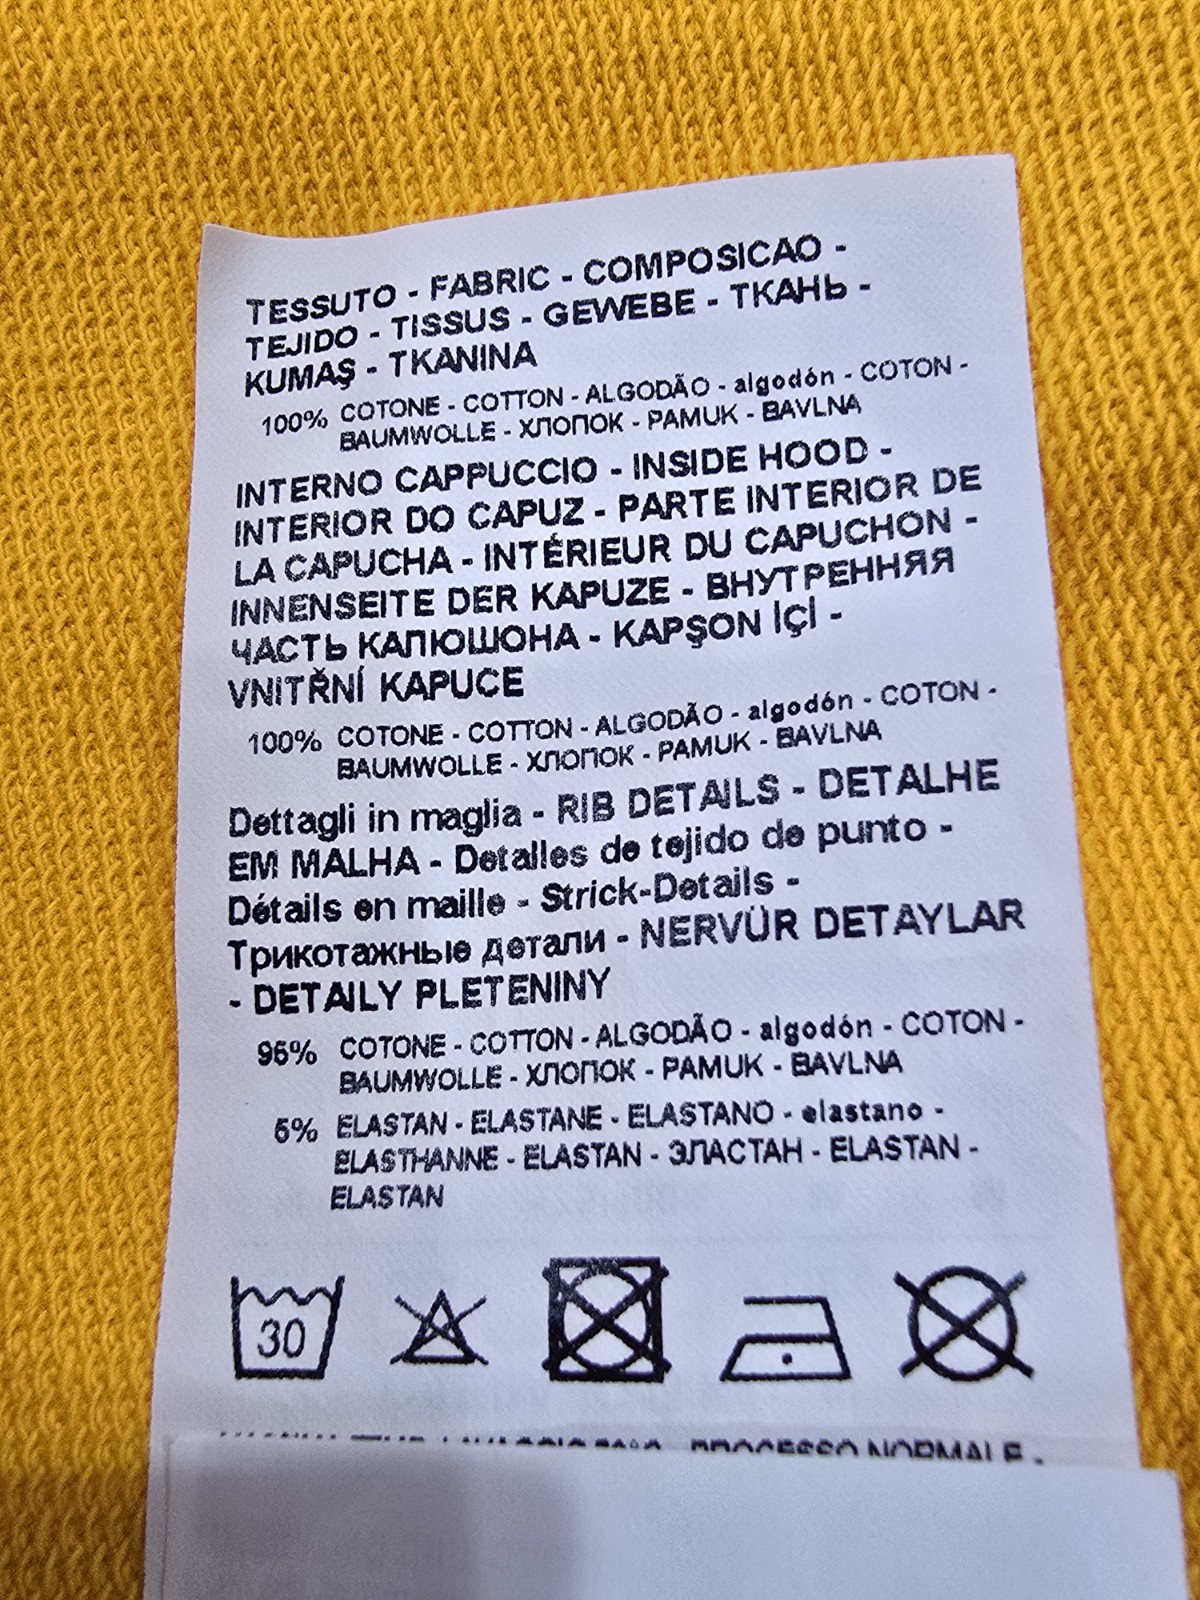 TESSUTO - FABRIC - COMPOSICAO -
TEJIDO - TISSUS - GEWEBE - ТКАНЬ -
KUMAŞ - TKANINA
100% COTONE - COTTON - ALGODÃO - algodón - COTON -
BAUMWOLLE - ХЛОПОК - PAMUK - BAVLNA
INTERNO CAPPUCCIO - INSIDE HOOD -
INTERIOR DO CAPUZ - PARTE INTERIOR DE
LA CAPUCHA - INTÉRIEUR DU CAPUCHON -
INNENSEITE DER KAPUZE - ВНУТРЕННЯЯ
ЧАСТЬ КАПЮШОНА - KAPŞON İÇİ -
VNITŘNÍ KAPUCE
100% COTONE - COTTON - ALGODÃO - algodón - COTON -
BAUMWOLLE - ХЛОПОК - PAMUK - BAVLNA
Dettagli in maglia - RIB DETAILS - DETALHE
EM MALHA - Detalles de tejido de punto -
Détails en maille - Strick-Details -
Трикотажные детали - NERVÜR DETAYLAR
- DETAILY PLETENINY
95% COTONE - COTTON - ALGODÃO - algodón - COTON -
BAUMWOLLE - ХЛОПОК - PAMUK - BAVLNA
5% ELASTAN - ELASTANE - ELASTANO - elastano -
ELASTHANNE - ELASTAN - ЭЛАСТАН - ELASTAN -
ELASTAN
30
PROCESSO NORMALE -